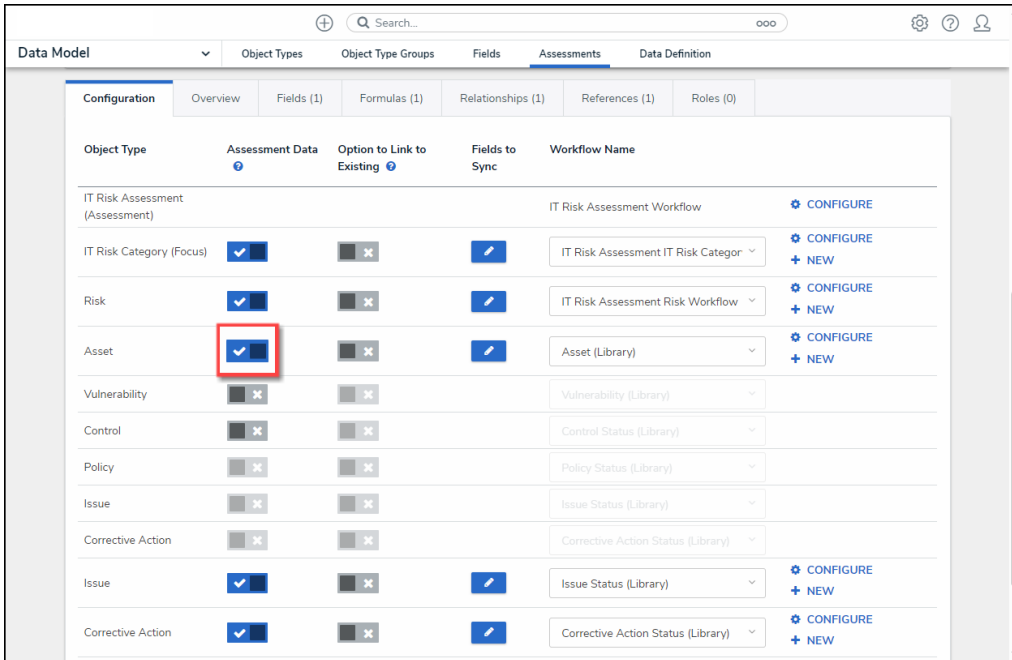 Search...
Data Model Object Types Object Type Groups Fields Assessments Data Definition
Configuration Overview Fields (1) Formulas (1) Relationships (1) References (1) Roles (0)
Object Type Assessment Data Option to Link to Existing Fields to Sync Workflow Name
IT Risk Assessment (Assessment) IT Risk Assessment Workflow CONFIGURE
IT Risk Category (Focus) IT Risk Assessment IT Risk Categor CONFIGURE
+ NEW
Risk IT Risk Assessment Risk Workflow CONFIGURE
+ NEW
Asset Asset (Library) CONFIGURE
+ NEW
Vulnerability Vulnerability (Library)
Control Control Status (Library)
Policy Policy Status (Library)
Issue Issue Status (Library)
Corrective Action Corrective Action Status (Library)
Issue Issue Status (Library) CONFIGURE
+ NEW
Corrective Action Corrective Action Status (Library) CONFIGURE
+ NEW